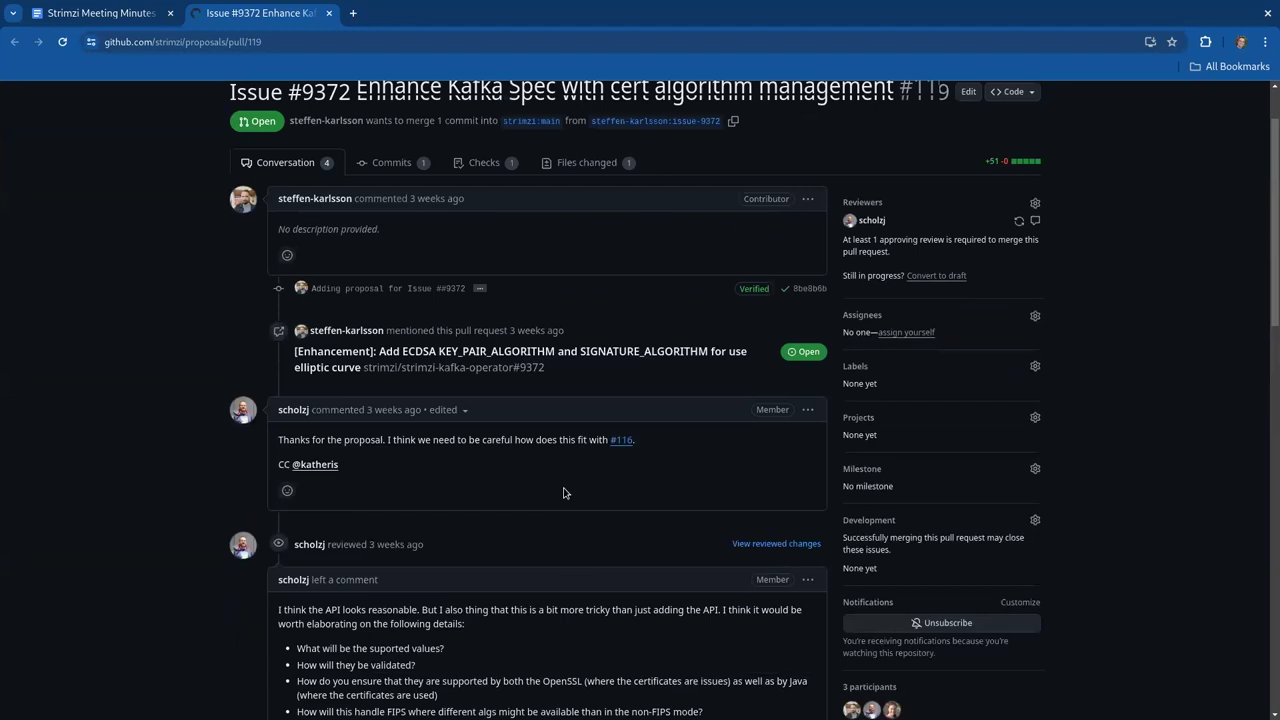 Strimzi Meeting Minutes
Issue #9372 Enhance Kaf
github.com/strimzi/proposals/pull/119
All Bookmarks
Issue #9372 Enhance Kafka Spec with cert algorithm management #119
Edit
Code
Open
steffen-karlsson wants to merge 1 commit into strimzi:main from steffen-karlsson:issue-9372
Conversation 4
Commits 1
Checks 1
Files changed 1
+51 -0
steffen-karlsson commented 3 weeks ago
Contributor
No description provided.
Adding proposal for Issue ##9372
Verified
8be8b6b
steffen-karlsson mentioned this pull request 3 weeks ago
[Enhancement]: Add ECDSA KEY_PAIR_ALGORITHM and SIGNATURE_ALGORITHM for use
elliptic curve strimzi/strimzi-kafka-operator#9372
Open
scholzj commented 3 weeks ago • edited
Member
Thanks for the proposal. I think we need to be careful how does this fit with #116.
CC @katheris
scholzj reviewed 3 weeks ago
View reviewed changes
scholzj left a comment
Member
I think the API looks reasonable. But I also thing that this is a bit more tricky than just adding the API. I think it would be
worth elaborating on the following details:
• What will be the suported values?
• How will they be validated?
• How do you ensure that they are supported by both the OpenSSL (where the certificates are issues) as well as by Java
(where the certificates are used)
• How will this handle FIPS where different algs might be available than in the non-FIPS mode?
Reviewers
scholzj
At least 1 approving review is required to merge this
pull request.
Still in progress? Convert to draft
Assignees
No one—assign yourself
Labels
None yet
Projects
None yet
Milestone
No milestone
Development
Successfully merging this pull request may close
these issues.
None yet
Notifications
Customize
Unsubscribe
You're receiving notifications because you're
watching this repository.
3 participants